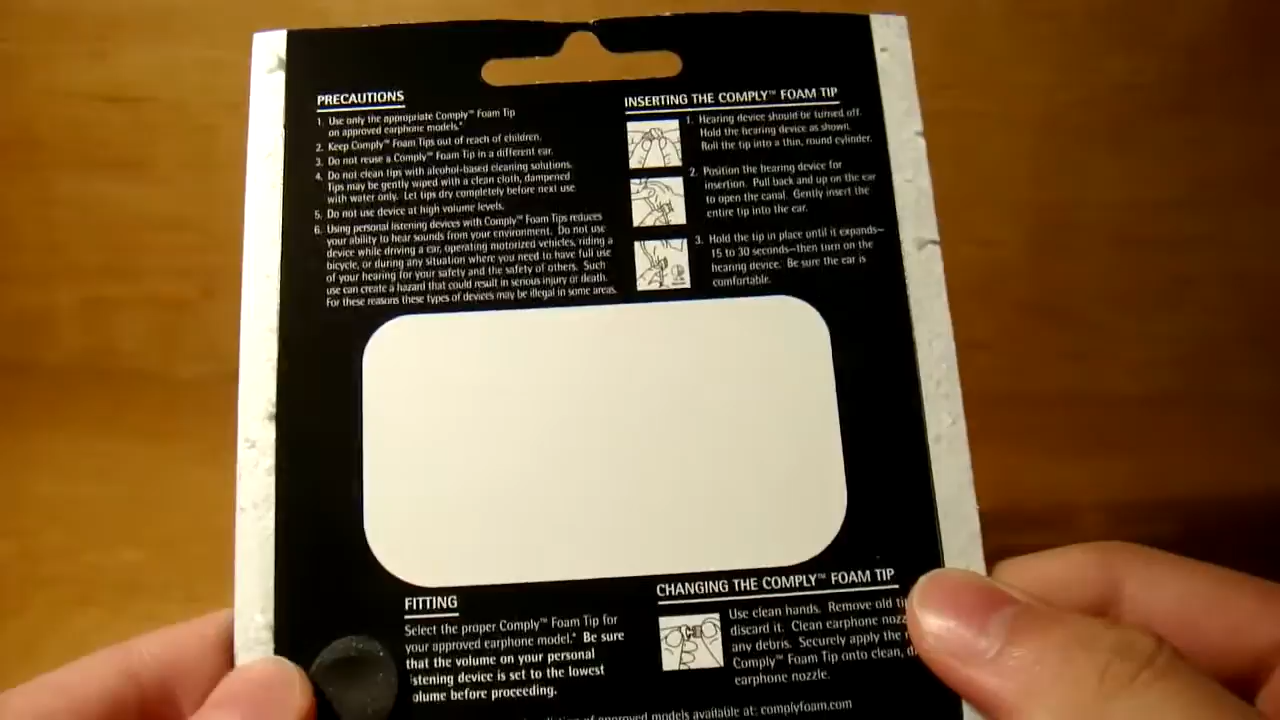 PRECAUTIONS
1. Use only the appropriate Comply™ Foam Tip
on approved earphone models.*
2. Keep Comply™ Foam Tips out of reach of children.
3. Do not reuse a Comply™ Foam Tip in a different ear.
4. Do not clean tips with alcohol-based cleaning solutions.
Tips may be gently wiped with a clean cloth, dampened
with water only. Let tips dry completely before next use.
5. Do not use device at high volume levels.
6. Using personal listening devices with Comply™ Foam Tips reduces
your ability to hear sounds from your environment. Do not use
device while driving a car, operating motorized vehicles, riding a
bicycle, or during any situation where you need to have full use
of your hearing for your safety and the safety of others. Such
use can create a hazard that could result in serious injury or death.
For these reasons these types of devices may be illegal in some areas.
INSERTING THE COMPLY™ FOAM TIP
1. Hearing device should be turned off.
Hold the hearing device as shown.
Roll the tip into a thin, round cylinder.
2. Position the hearing device for
insertion. Pull back and up on the ear
to open the canal. Gently insert the
entire tip into the ear.
3. Hold the tip in place until it expands–
15 to 30 seconds–then turn on the
hearing device. Be sure the ear is
comfortable.
FITTING
Select the proper Comply™ Foam Tip for
your approved earphone model.* Be sure
that the volume on your personal
istening device is set to the lowest
olume before proceeding.
CHANGING THE COMPLY™ FOAM TIP
Use clean hands. Remove old tip
discard it. Clean earphone nozz
any debris. Securely apply the
Comply™ Foam Tip onto clean, d
earphone nozzle.
of approved models available at: complyfoam.com